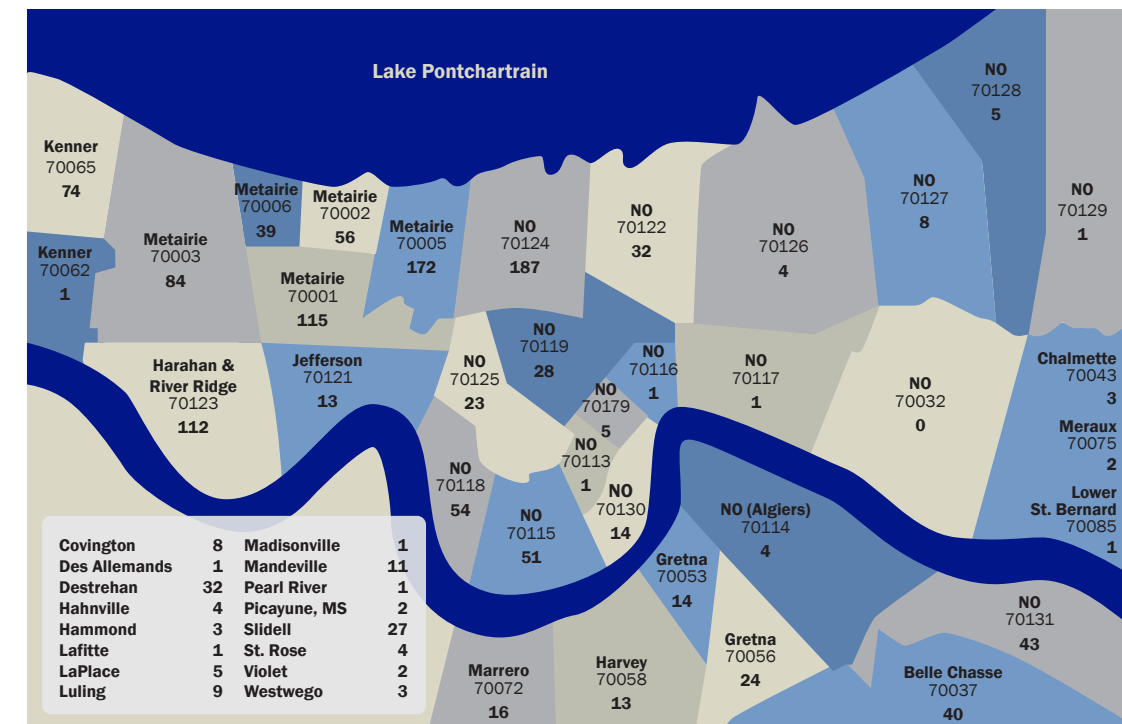 Lake Pontchartrain
NO
70128
5
Kenner
70065
74
Metairie
70006
39
Metairie
70002
56
NO
70127
8
NO
70129
1
Metairie
70003
84
Metairie
70005
172
NO
70124
187
NO
70122
32
NO
70126
4
Kenner
70062
1
Metairie
70001
115
NO
70119
28
Harahan &
River Ridge
70123
112
Jefferson
70121
13
NO
70125
23
NO
70116
1
NO
70117
1
NO
70032
0
Chalmette
70043
3
NO
70179
5
Meraux
70075
2
NO
70113
1
NO
70118
54
NO
70130
14
Lower
St. Bernard
70085
1
NO
70115
51
NO (Algiers)
70114
4
Gretna
70053
14
NO
70131
43
Gretna
70056
24
Marrero
70072
16
Harvey
70058
13
Belle Chasse
70037
40
Covington 8 Madisonville 1
Des Allemands 1 Mandeville 11
Destrehan 32 Pearl River 1
Hahnville 4 Picayune, MS 2
Hammond 3 Slidell 27
Lafitte 1 St. Rose 4
LaPlace 5 Violet 2
Luling 9 Westwego 3